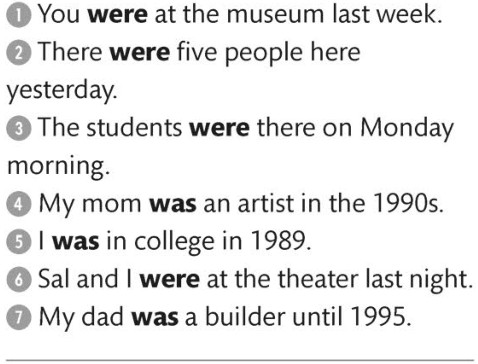 1 You were at the museum last week.
2 There were five people here
yesterday.
3 The students were there on Monday
morning.
4 My mom was an artist in the 1990s.
5 I was in college in 1989.
6 Sal and I were at the theater last night.
7 My dad was a builder until 1995.